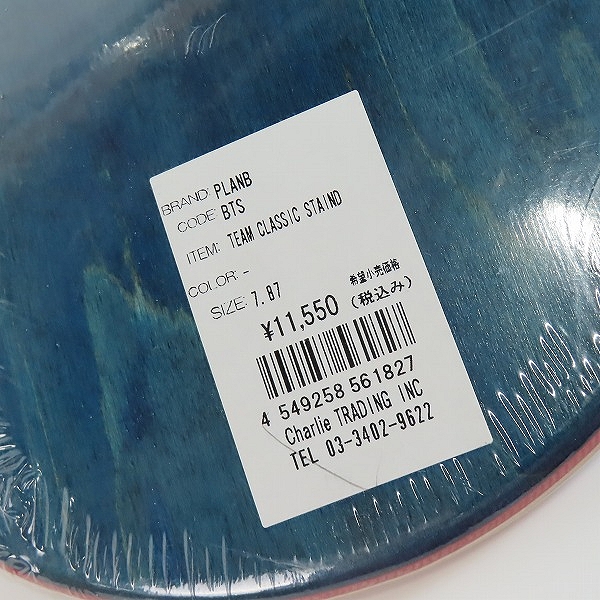 BRAND: PLANB
CODE: BTS
ITEM: TEAM CLASSIC STAIND
COLOR: -
SIZE: 7.87
希望小売価格
¥11,550 (税込み)
4 549258 561827
Charlie TRADING INC
TEL 03-3402-9622